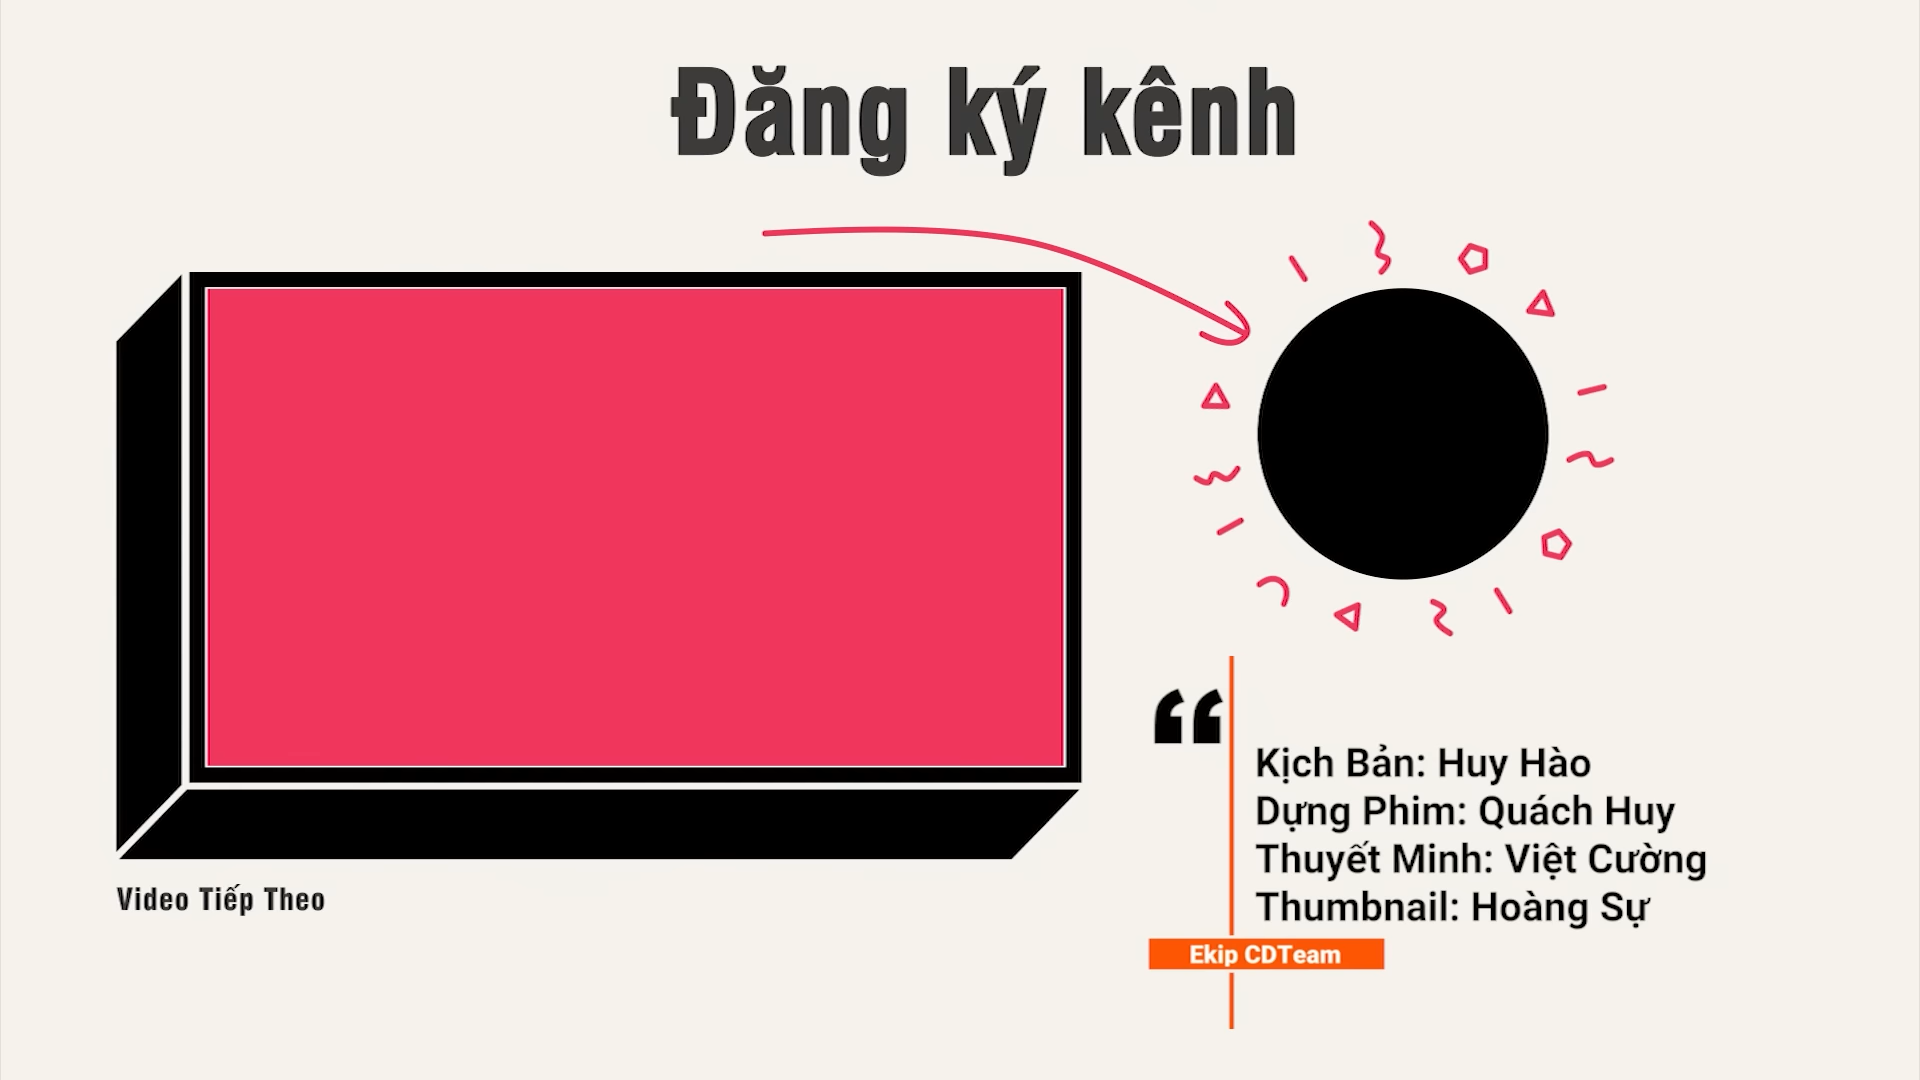 Đăng ký kênh
Video Tiếp Theo
“
Kịch Bản: Huy Hào
Dựng Phim: Quách Huy
Thuyết Minh: Việt Cường
Thumbnail: Hoàng Sự
Ekip CDTeam